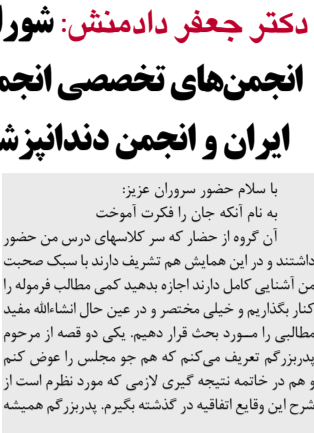 دکتر جعفر دادمنش: شورا
انجمن‌های تخصصی انجم
ایران و انجمن دندانپزش
با سلام حضور سروران عزیز:
به نام آنکه جان را فکرت آموخت
آن گروه از حضار که سر کلاسهای درس من حضور
داشتند و در این همایش هم تشریف دارند با سبک صحبت
من آشنایی کامل دارند اجازه بدهید کمی مطالب فرموله را
کنار بگذاریم و خیلی مختصر و در عین حال انشاءالله مفید
مطالبی را مـورد بحث قرار دهیم. یکی دو قصه از مرحوم
پدربزرگم تعریف می‌کنم که هم جو مجلس را عوض کنم
و هم در خاتمه نتیجه گیری لازمی که مورد نظرم است از
شرح این وقایع اتفاقیه در گذشته بگیرم. پدربزرگم همیشه